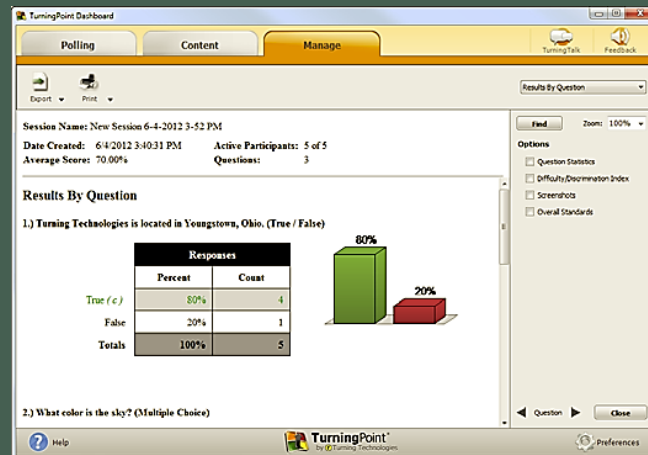 TurningPoint Dashboard
Polling Content Manage
TurningTalk Feedback
Export Print
Results By Question
Session Name: New Session 6-4-2012 3-52 PM
Date Created: 6/4/2012 3:40:31 PM Active Participants: 5 of 5
Average Score: 70.00% Questions: 3
Find Zoom: 100%
Options
Question Statistics
Difficulty/Discrimination Index
Screenshots
Overall Standards
Results By Question
1.) Turning Technologies is located in Youngstown, Ohio. (True / False)
Responses
Percent Count
True (c) 80% 4
False 20% 1
Totals 100% 5
80%
20%
2.) What color is the sky? (Multiple Choice)
Question Close
Help
TurningPoint
by Turning Technologies
Preferences